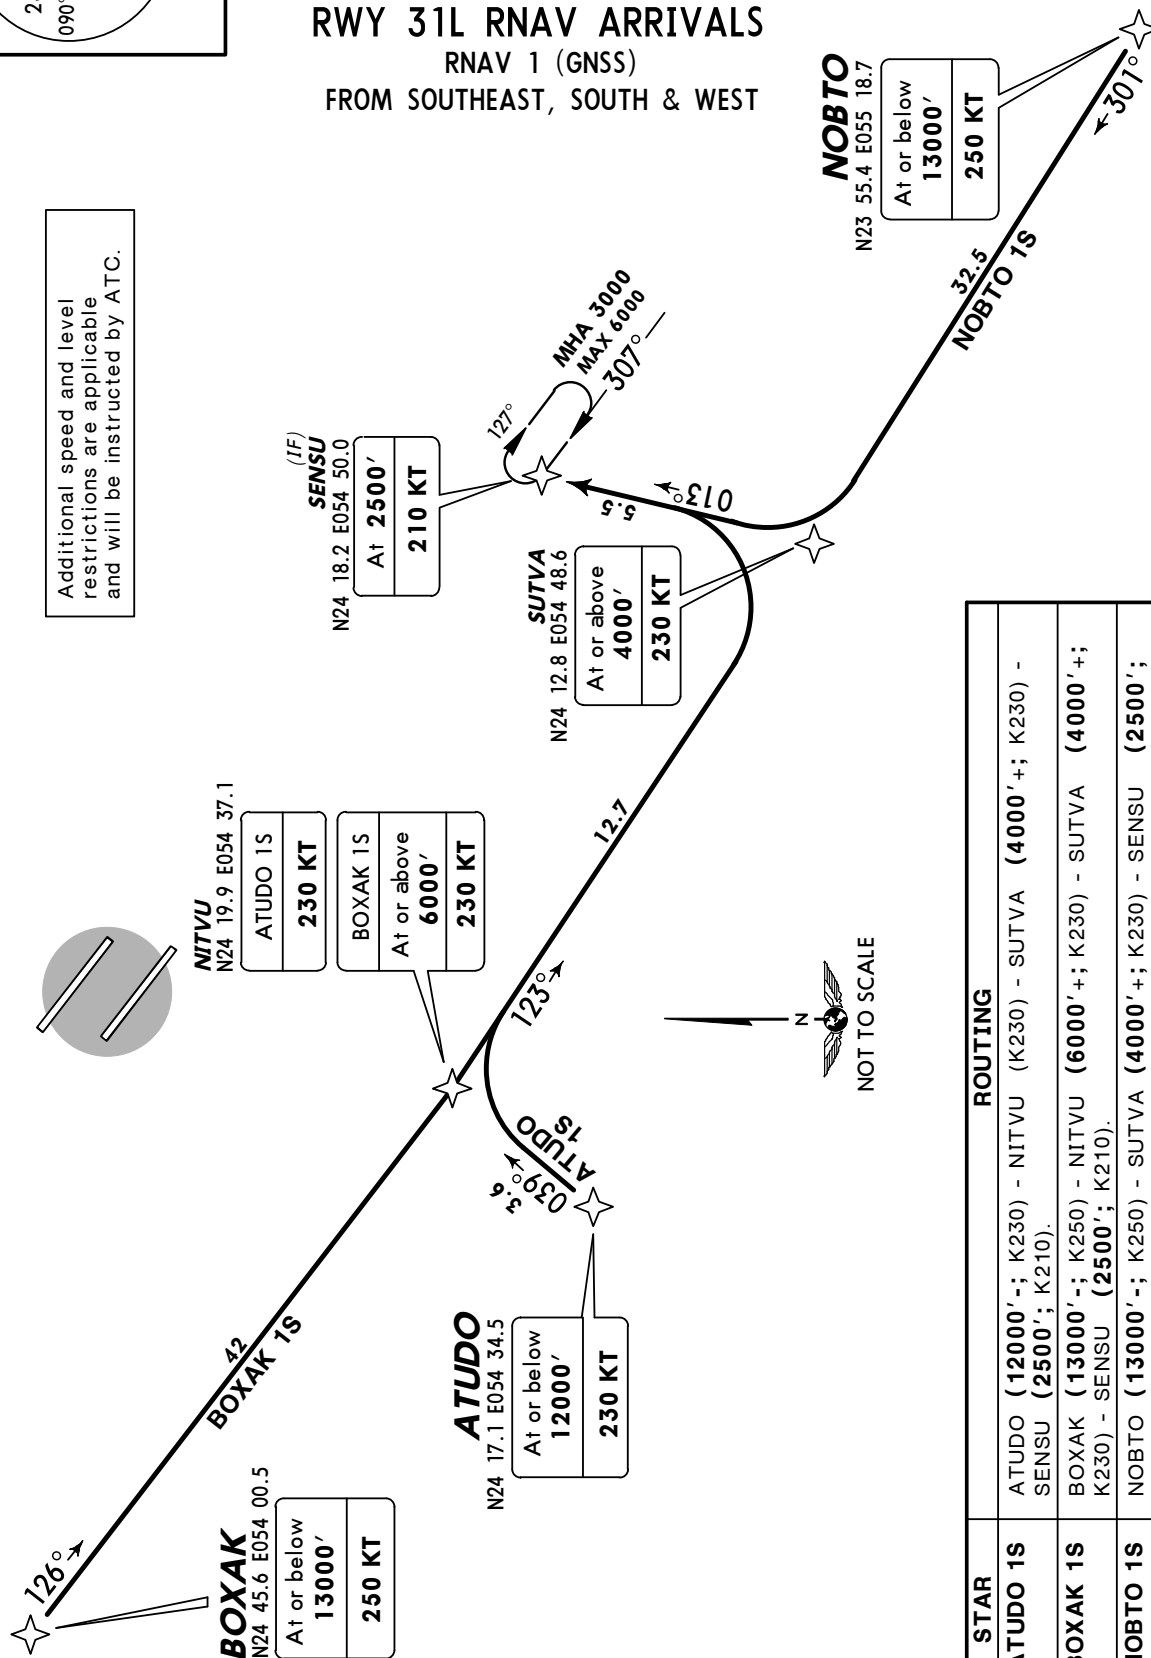 2
090°
RWY 31L RNAV ARRIVALS
RNAV 1 (GNSS)
FROM SOUTHEAST, SOUTH & WEST
Additional speed and level
restrictions are applicable
and will be instructed by ATC.
NOBTO
N23 55.4 E055 18.7
At or below
13000'
250 KT
301°
32.5
NOBTO 1S
MHA 3000
MAX 6000
307°
127°
(IF)
SENSU
N24 18.2 E054 50.0
At 2500'
210 KT
5.5
013°
SUTVA
N24 12.8 E054 48.6
At or above
4000'
230 KT
12.7
NITVU
N24 19.9 E054 37.1
ATUDO 1S
230 KT
BOXAK 1S
At or above
6000'
230 KT
123°
ATUDO
1S
039°
3.6
ATUDO
N24 17.1 E054 34.5
At or below
12000'
230 KT
42
BOXAK 1S
126°
BOXAK
N24 45.6 E054 00.5
At or below
13000'
250 KT
N
NOT TO SCALE
STAR ROUTING
ATUDO 1S ATUDO (12000'-; K230) - NITVU (K230) - SUTVA (4000'+; K230) -
SENSU (2500'; K210).
BOXAK 1S BOXAK (13000'-; K250) - NITVU (6000'+; K230) - SUTVA (4000'+;
K230) - SENSU (2500'; K210).
NOBTO 1S NOBTO (13000'-; K250) - SUTVA (4000'+; K230) - SENSU (2500';